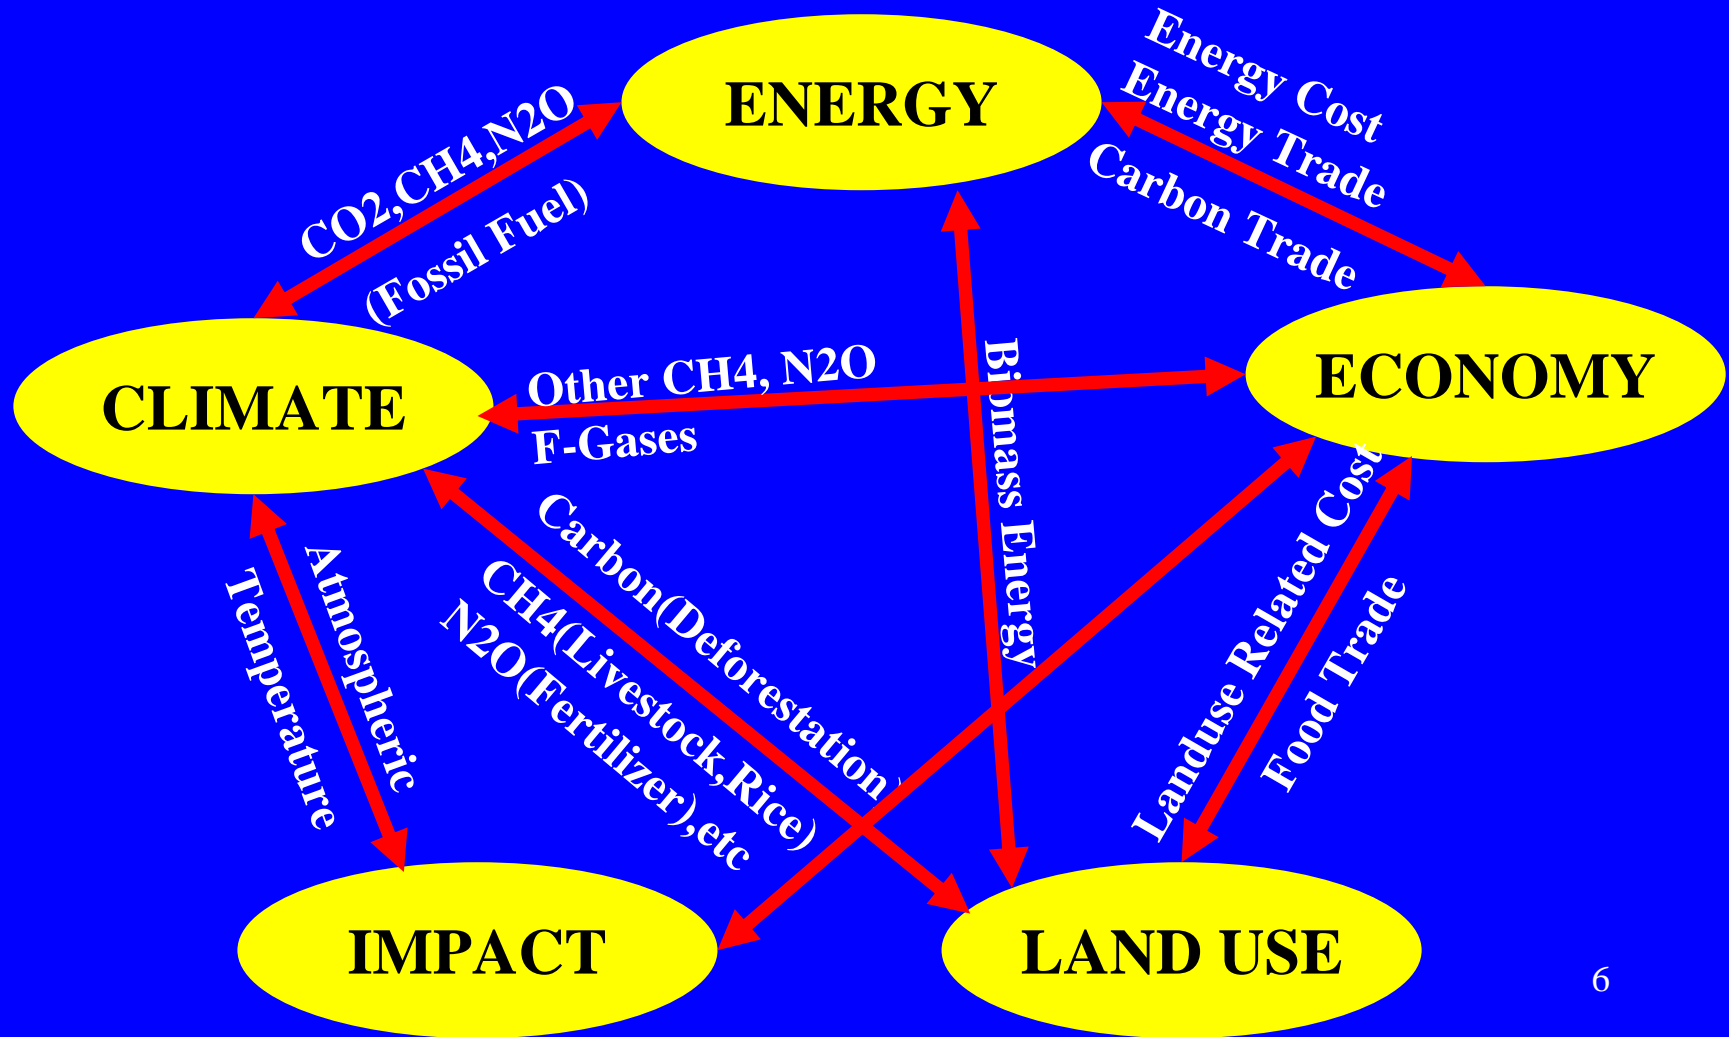 ENERGY
Energy Cost
Energy Trade
Carbon Trade
CO2,CH4,N2O
(Fossil Fuel)
CLIMATE
ECONOMY
Other CH4, N2O
F-Gases
Biomass Energy
Carbon(Deforestation)
CH4(Livestock,Rice)
N2O(Fertilizer),etc
Landuse Related Cost
Food Trade
Atmospheric
Temperature
IMPACT
LAND USE
6